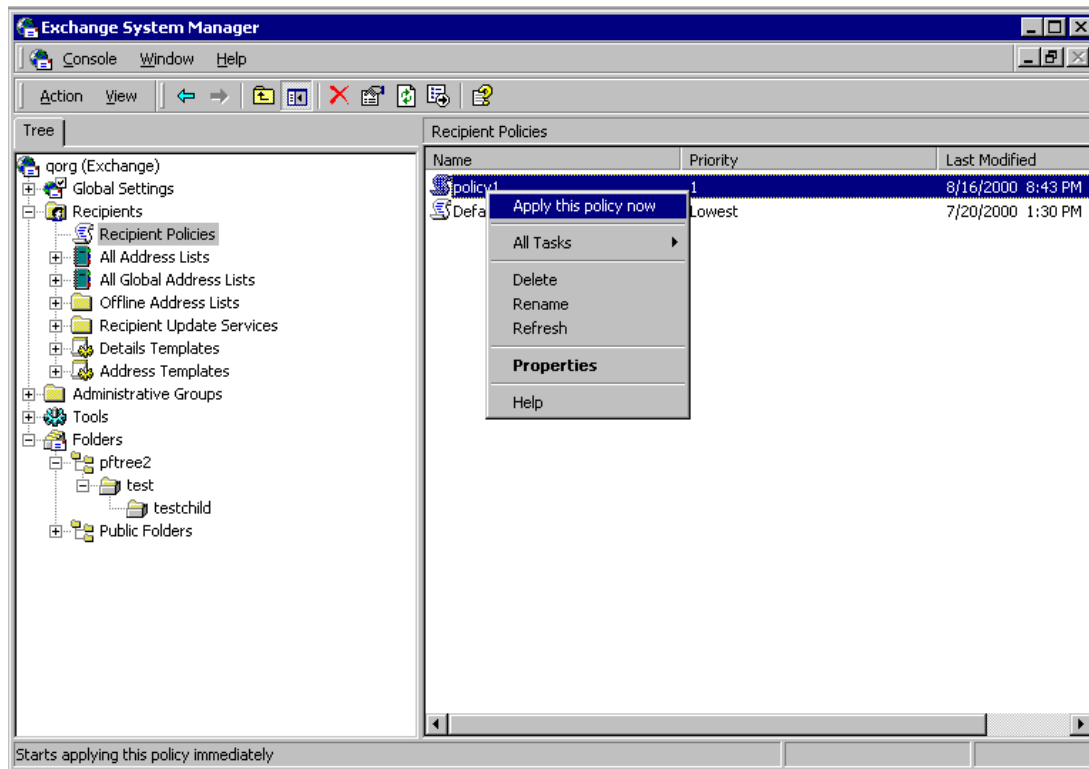 Exchange System Manager
Console Window Help
Action View
Tree
Recipient Policies
qorg (Exchange)
Global Settings
Recipients
Recipient Policies
All Address Lists
All Global Address Lists
Offline Address Lists
Recipient Update Services
Details Templates
Address Templates
Administrative Groups
Tools
Folders
pftree2
test
testchild
Public Folders
Name Priority Last Modified
policy1 1 8/16/2000 8:43 PM
Defa Lowest 7/20/2000 1:30 PM
Apply this policy now
All Tasks
Delete
Rename
Refresh
Properties
Help
Starts applying this policy immediately